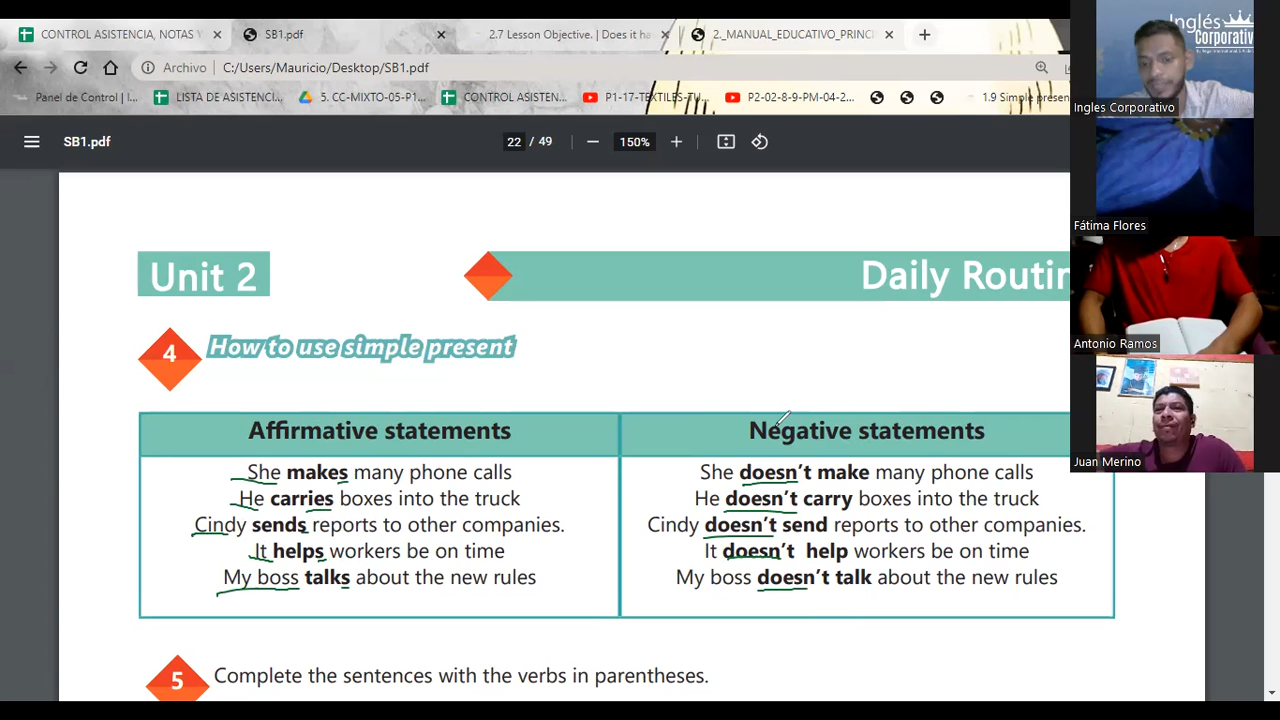 CONTROL ASISTENCIA, NOTAS Y
SB1.pdf
2.7 Lesson Objective. | Does it ha
2._MANUAL_EDUCATIVO_PRINCI
Archivo
C:/Users/Mauricio/Desktop/SB1.pdf
Panel de Control | I...
LISTA DE ASISTENCI...
5. CC-MIXTO-05-P1...
CONTROL ASISTENC...
P1-17-TEXTILES-TU...
P2-02-8-9-PM-04-2...
1.9 Simple presen
SB1.pdf
22 / 49
150%
Unit 2
Daily Routin
4
How to use simple present
Affirmative statements
She makes many phone calls
He carries boxes into the truck
Cindy sends reports to other companies.
It helps workers be on time
My boss talks about the new rules
Negative statements
She doesn't make many phone calls
He doesn't carry boxes into the truck
Cindy doesn't send reports to other companies.
It doesn't help workers be on time
My boss doesn't talk about the new rules
5
Complete the sentences with the verbs in parentheses.
Inglés
Corporativ
Ingles Corporativo
Fátima Flores
Antonio Ramos
Juan Merino